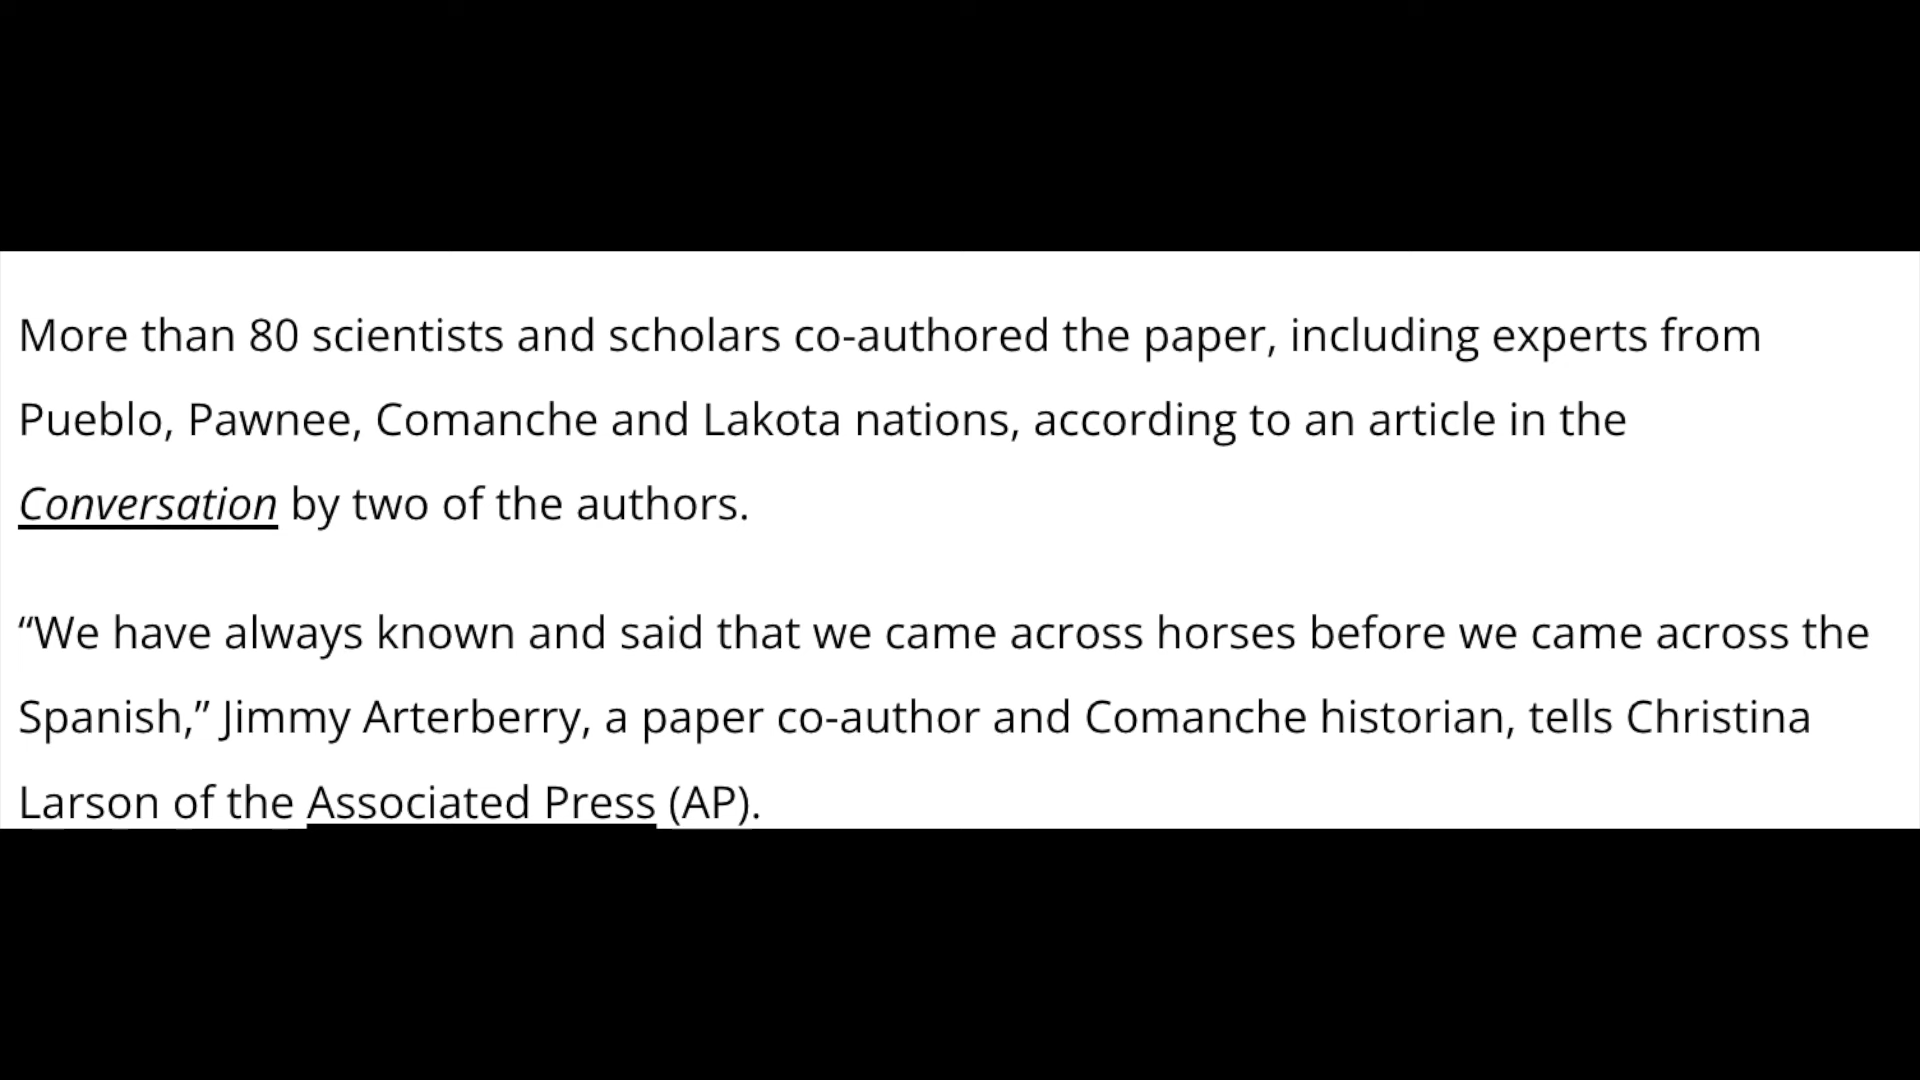 More than 80 scientists and scholars co-authored the paper, including experts from
Pueblo, Pawnee, Comanche and Lakota nations, according to an article in the
Conversation by two of the authors.
“We have always known and said that we came across horses before we came across the
Spanish,” Jimmy Arterberry, a paper co-author and Comanche historian, tells Christina
Larson of the Associated Press (AP).